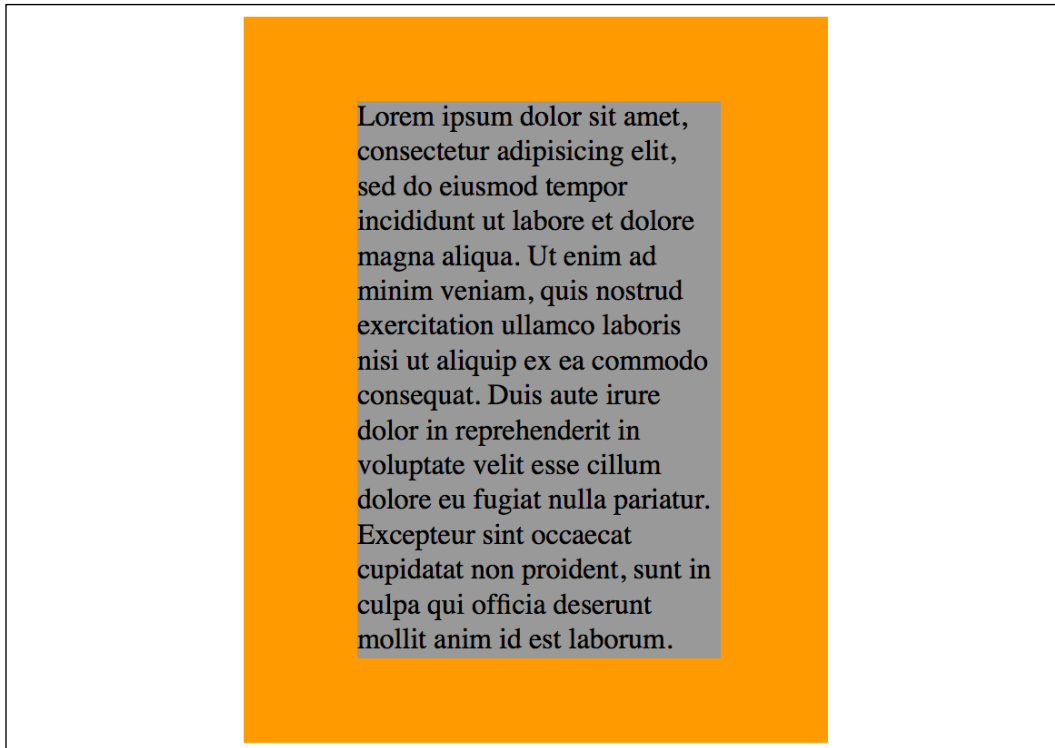 Lorem ipsum dolor sit amet,
consectetur adipisicing elit,
sed do eiusmod tempor
incididunt ut labore et dolore
magna aliqua. Ut enim ad
minim veniam, quis nostrud
exercitation ullamco laboris
nisi ut aliquip ex ea commodo
consequat. Duis aute irure
dolor in reprehenderit in
voluptate velit esse cillum
dolore eu fugiat nulla pariatur.
Excepteur sint occaecat
cupidatat non proident, sunt in
culpa qui officia deserunt
mollit anim id est laborum.